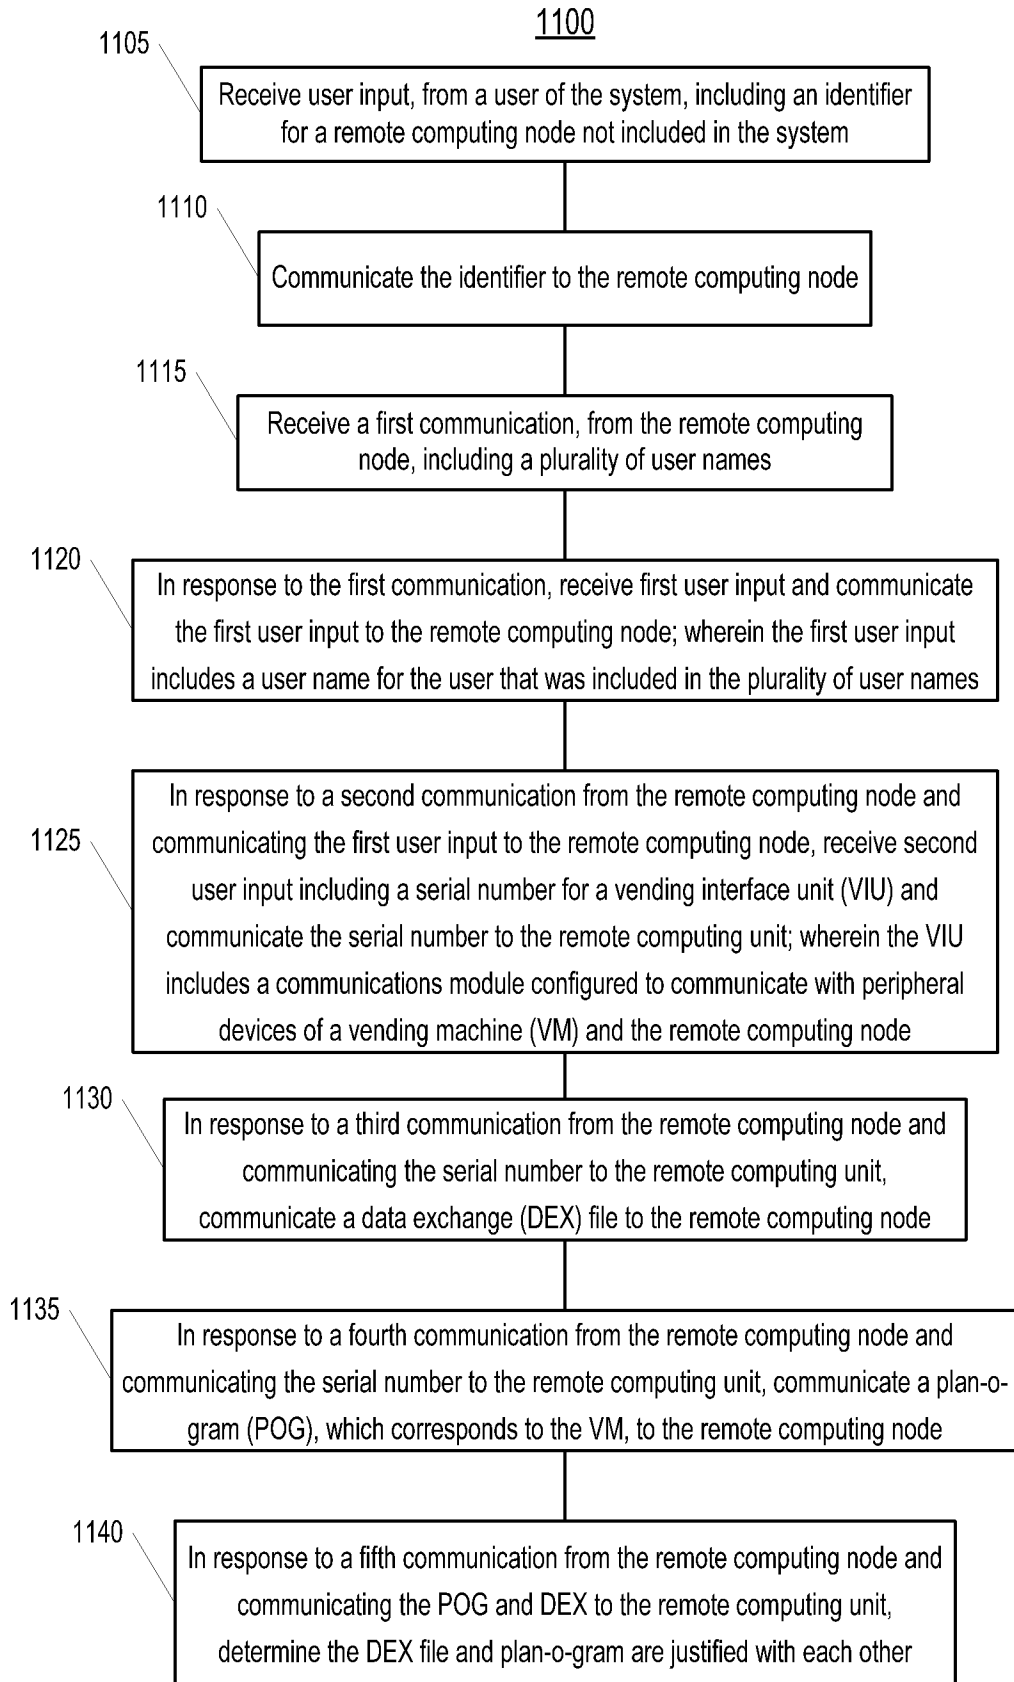 1100
1105
Receive user input, from a user of the system, including an identifier
for a remote computing node not included in the system
1110
Communicate the identifier to the remote computing node
1115
Receive a first communication, from the remote computing
node, including a plurality of user names
1120
In response to the first communication, receive first user input and communicate
the first user input to the remote computing node; wherein the first user input
includes a user name for the user that was included in the plurality of user names
1125
In response to a second communication from the remote computing node and
communicating the first user input to the remote computing node, receive second
user input including a serial number for a vending interface unit (VIU) and
communicate the serial number to the remote computing unit; wherein the VIU
includes a communications module configured to communicate with peripheral
devices of a vending machine (VM) and the remote computing node
1130
In response to a third communication from the remote computing node and
communicating the serial number to the remote computing unit,
communicate a data exchange (DEX) file to the remote computing node
1135
In response to a fourth communication from the remote computing node and
communicating the serial number to the remote computing unit, communicate a plan-o-
gram (POG), which corresponds to the VM, to the remote computing node
1140
In response to a fifth communication from the remote computing node and
communicating the POG and DEX to the remote computing unit,
determine the DEX file and plan-o-gram are justified with each other